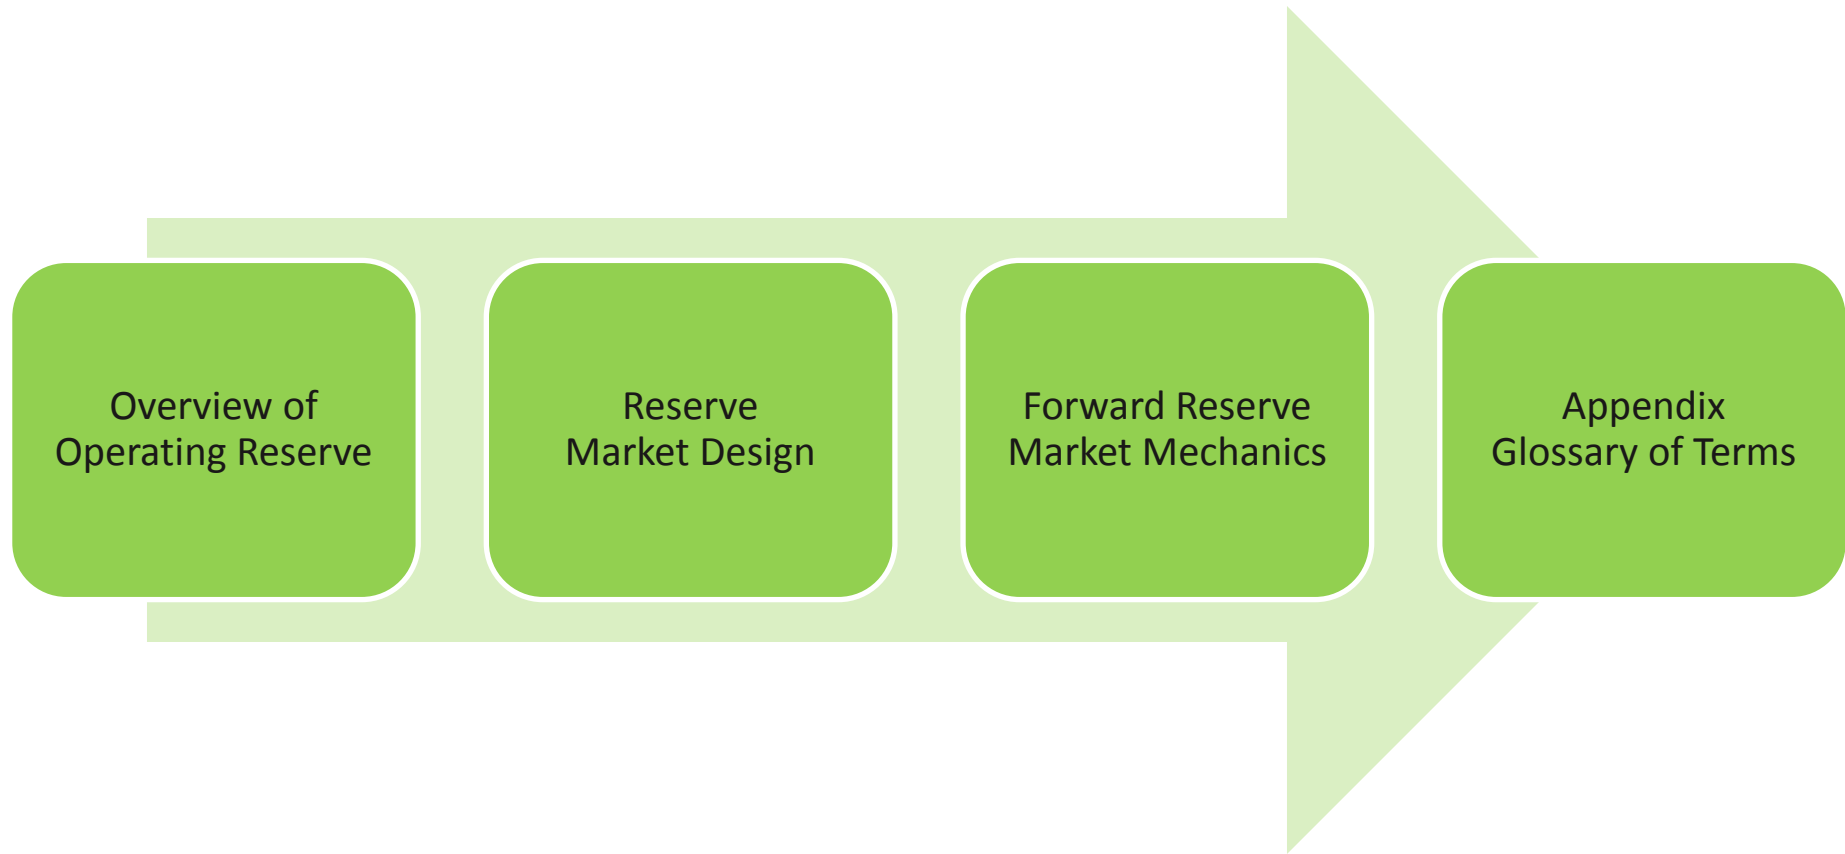 Overview of
Operating Reserve
Reserve
Market Design
Forward Reserve
Market Mechanics
Appendix
Glossary of Terms